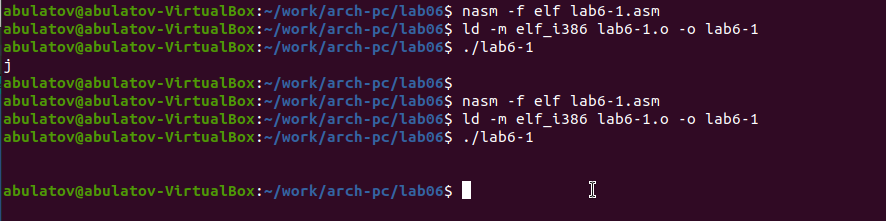 abulatov@abulatov-VirtualBox:~/work/arch-pc/lab06$ nasm -f elf lab6-1.asm
abulatov@abulatov-VirtualBox:~/work/arch-pc/lab06$ ld -m elf_i386 lab6-1.o -o lab6-1
abulatov@abulatov-VirtualBox:~/work/arch-pc/lab06$ ./lab6-1
j
abulatov@abulatov-VirtualBox:~/work/arch-pc/lab06$
abulatov@abulatov-VirtualBox:~/work/arch-pc/lab06$ nasm -f elf lab6-1.asm
abulatov@abulatov-VirtualBox:~/work/arch-pc/lab06$ ld -m elf_i386 lab6-1.o -o lab6-1
abulatov@abulatov-VirtualBox:~/work/arch-pc/lab06$ ./lab6-1
abulatov@abulatov-VirtualBox:~/work/arch-pc/lab06$